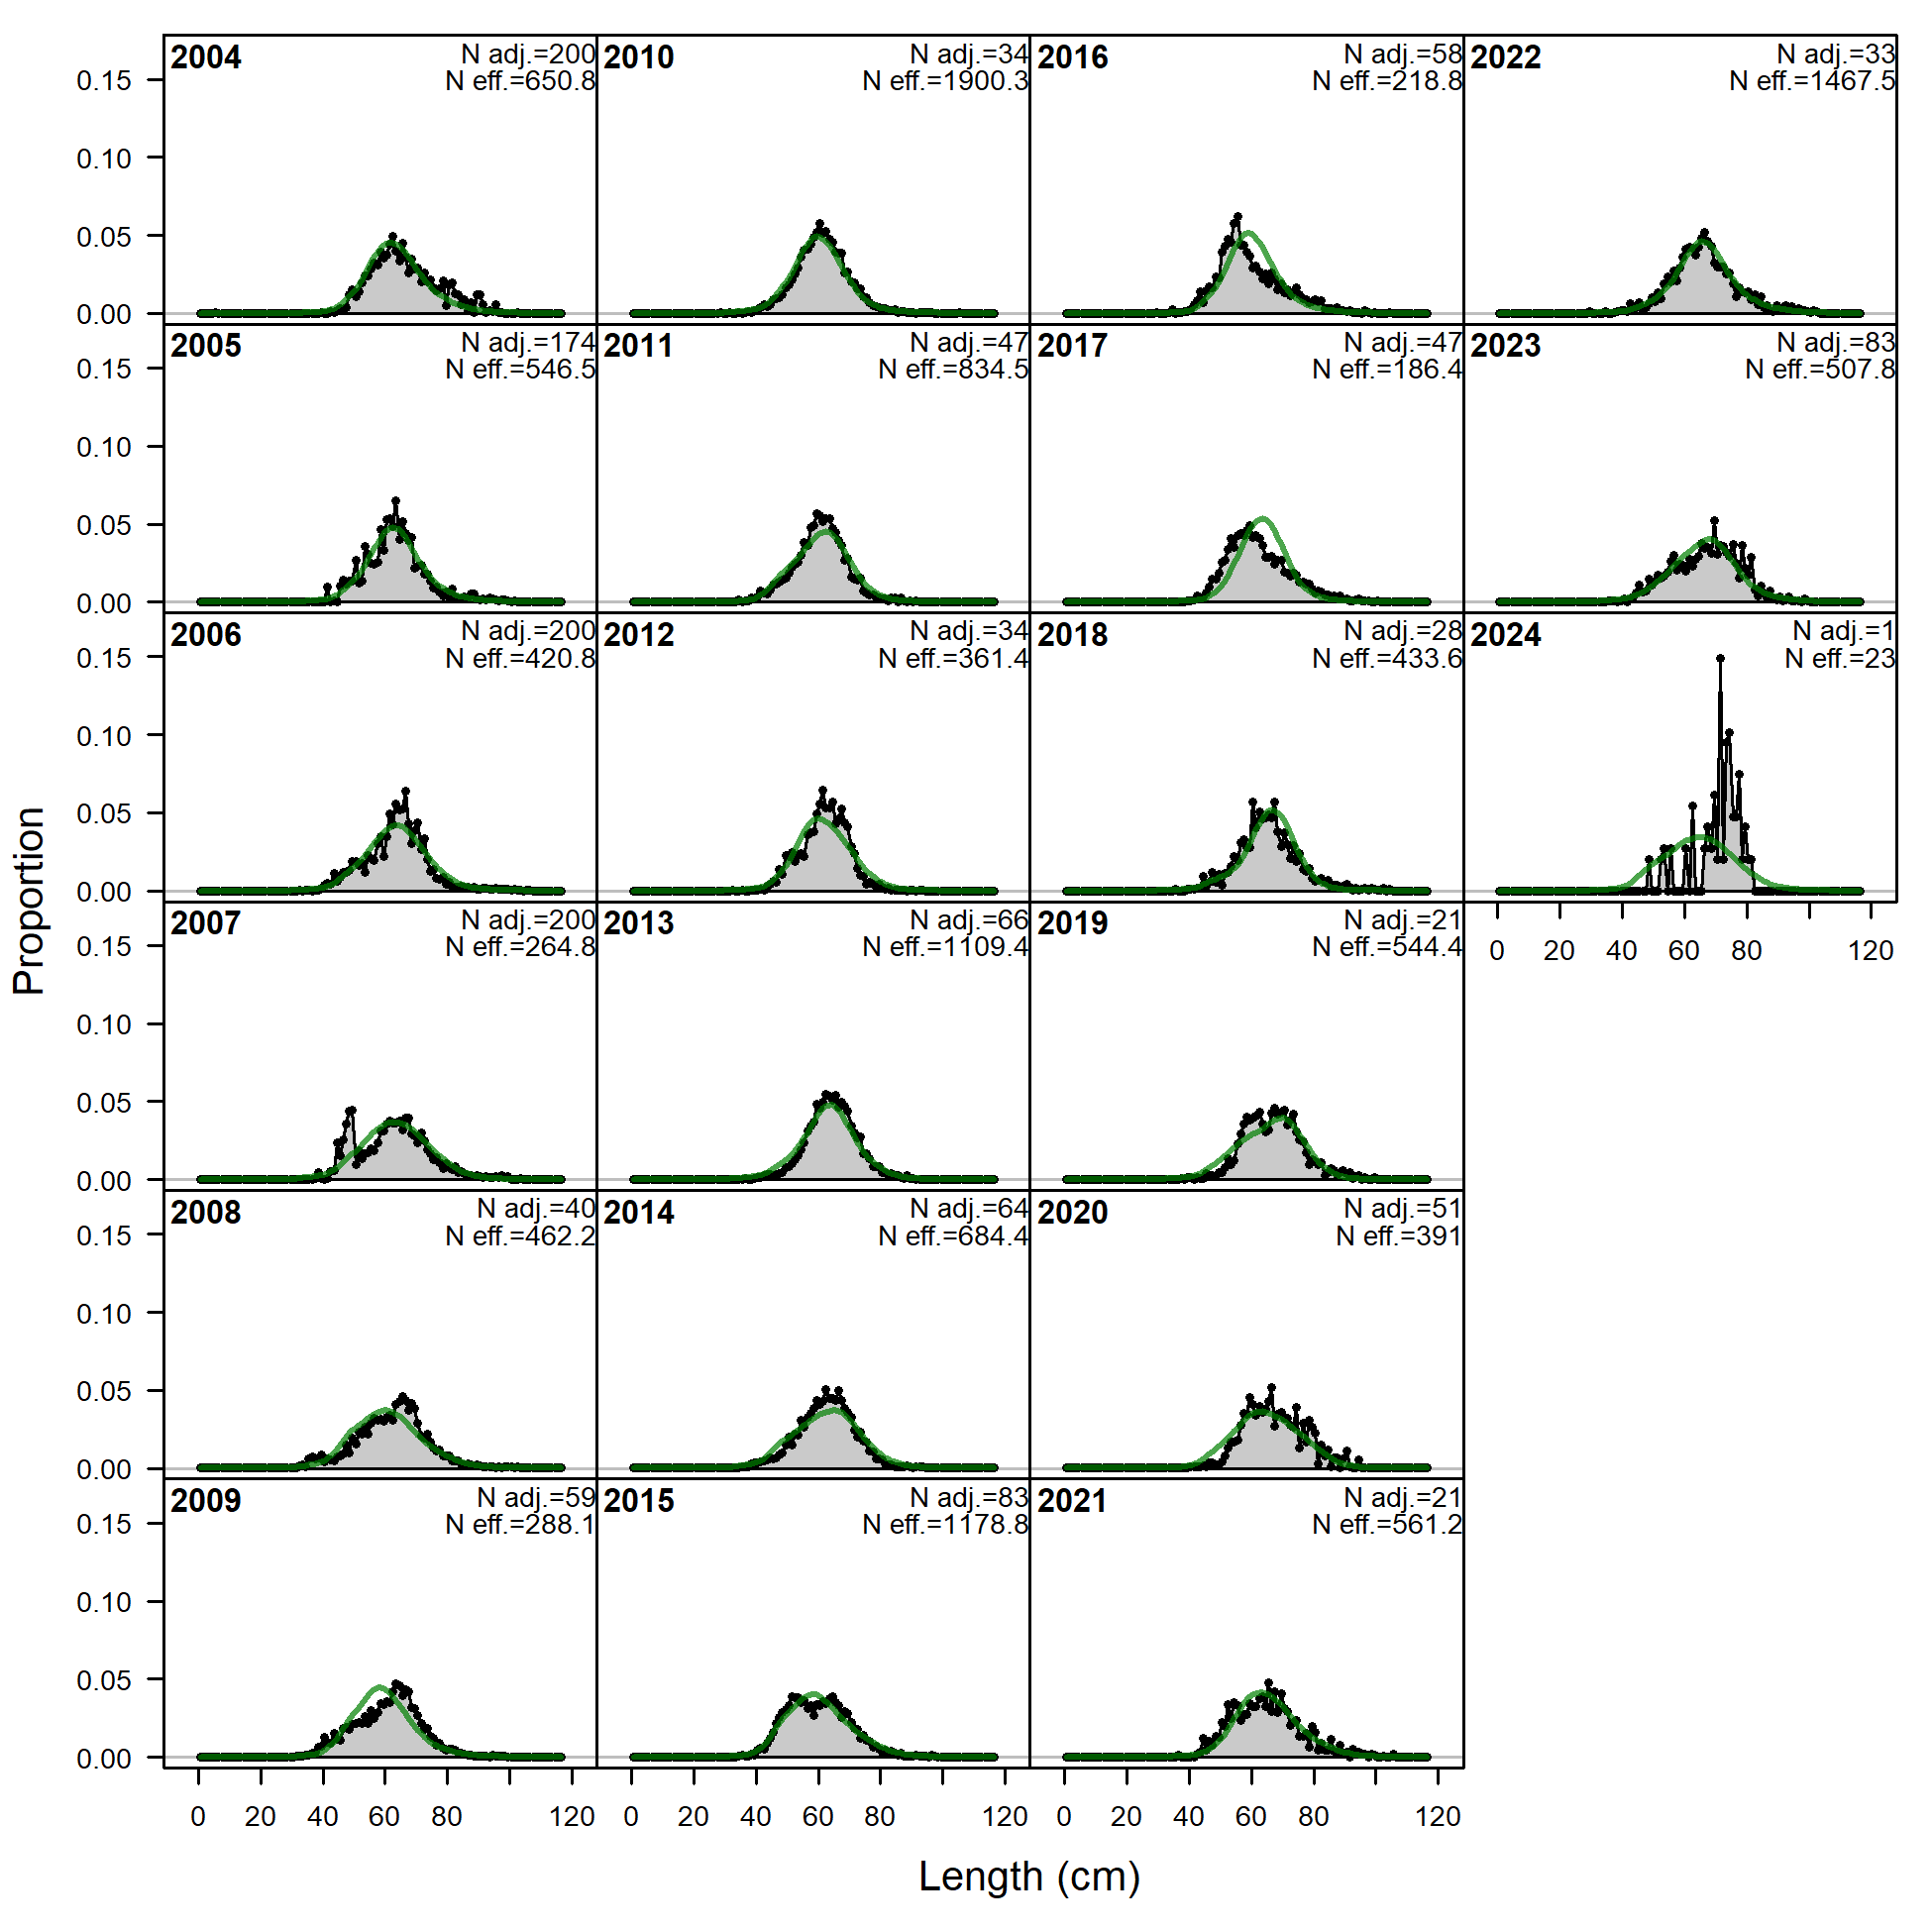 2004 N adj.=200
N eff.=650.8
2010 N adj.=34
N eff.=1900.3
2016 N adj.=58
N eff.=218.8
2022 N adj.=33
N eff.=1467.5
0.15
0.10
0.05
0.00
2005 N adj.=174
N eff.=546.5
2011 N adj.=47
N eff.=834.5
2017 N adj.=47
N eff.=186.4
2023 N adj.=83
N eff.=507.8
0.15
0.10
0.05
0.00
2006 N adj.=200
N eff.=420.8
2012 N adj.=34
N eff.=361.4
2018 N adj.=28
N eff.=433.6
2024 N adj.=1
N eff.=23
0.15
0.10
0.05
0.00
0 20 40 60 80 120
2007 N adj.=200
N eff.=264.8
2013 N adj.=66
N eff.=1109.4
2019 N adj.=21
N eff.=544.4
0.15
0.10
0.05
0.00
2008 N adj.=40
N eff.=462.2
2014 N adj.=64
N eff.=684.4
2020 N adj.=51
N eff.=391
0.15
0.10
0.05
0.00
2009 N adj.=59
N eff.=288.1
2015 N adj.=83
N eff.=1178.8
2021 N adj.=21
N eff.=561.2
0.15
0.10
0.05
0.00
0 20 40 60 80 120
0 20 40 60 80 120
0 20 40 60 80 120
Proportion
Length (cm)